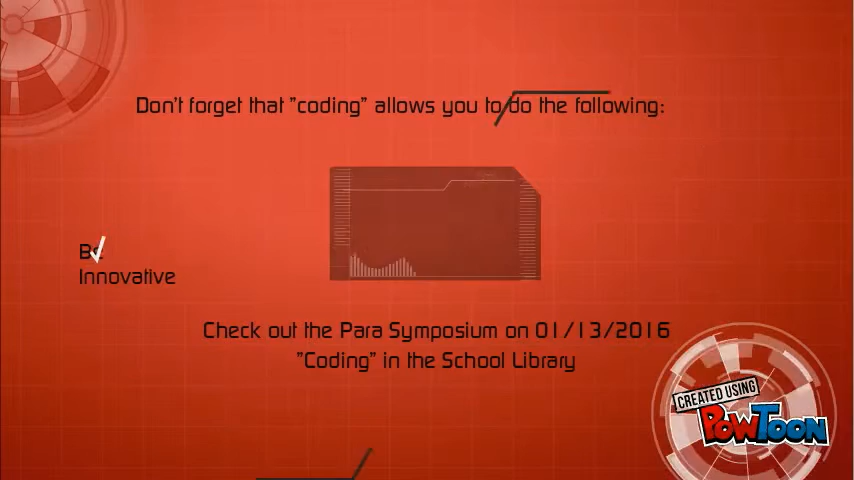 Don't forget that "coding" allows you to do the following:
Be
Innovative
Check out the Para Symposium on 01/13/2016
"Coding" in the School Library
CREATED USING
POWTOON